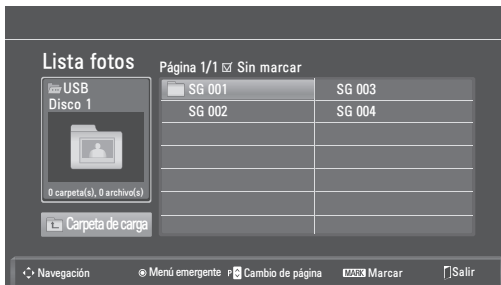 Lista fotos
Página 1/1 ☑ Sin marcar
USB
Disco 1
0 carpeta(s), 0 archivo(s)
Carpeta de carga
SG 001
SG 003
SG 002
SG 004
Navegación
Menú emergente
P Cambio de página
MARK Marcar
Salir